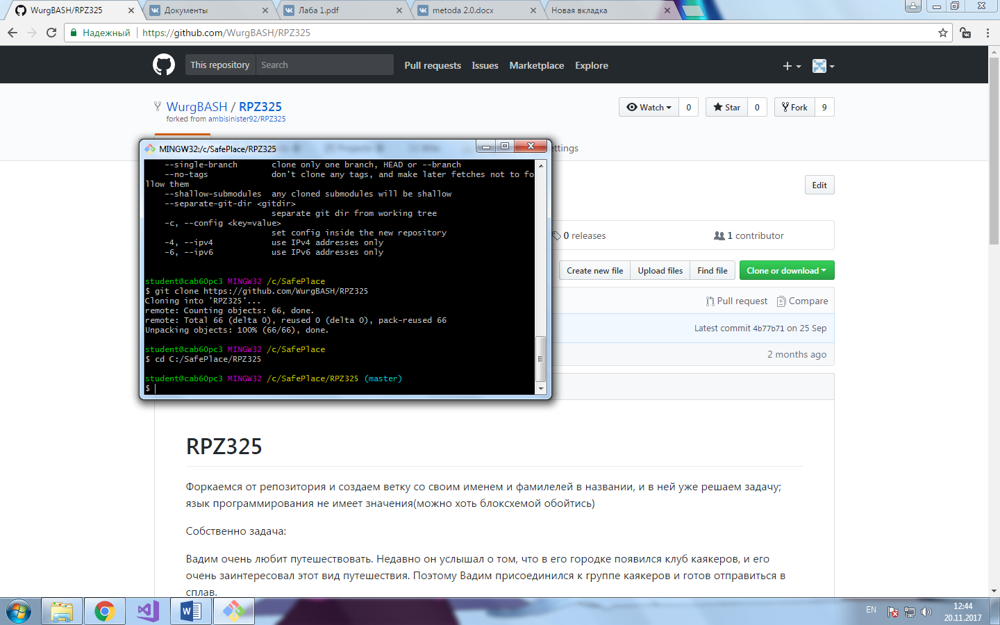 WurgBASH/RPZ325
Документы
Лаба 1.pdf
metoda 2.0.docx
Новая вкладка
Надежный
https://github.com/WurgBASH/RPZ325
This repository
Search
Pull requests
Issues
Marketplace
Explore
WurgBASH / RPZ325
forked from ambisinister92/RPZ325
Watch
0
Star
0
Fork
9
ettings
MINGW32:/c/SafePlace/RPZ325
--single-branch clone only one branch, HEAD or --branch
--no-tags don't clone any tags, and make later fetches not to fo
llow them
--shallow-submodules any cloned submodules will be shallow
--separate-git-dir <gitdir>
separate git dir from working tree
-c, --config <key=value>
set config inside the new repository
-4, --ipv4 use IPv4 addresses only
-6, --ipv6 use IPv6 addresses only
student@cab60pc3 MINGW32 /c/SafePlace
$ git clone https://github.com/WurgBASH/RPZ325
Cloning into 'RPZ325'...
remote: Counting objects: 66, done.
remote: Total 66 (delta 0), reused 0 (delta 0), pack-reused 66
Unpacking objects: 100% (66/66), done.
student@cab60pc3 MINGW32 /c/SafePlace
$ cd C:/SafePlace/RPZ325
student@cab60pc3 MINGW32 /c/SafePlace/RPZ325 (master)
$
Edit
0 releases
1 contributor
Create new file
Upload files
Find file
Clone or download
Pull request
Compare
Latest commit 4b77b71 on 25 Sep
2 months ago
RPZ325
Форкаемся от репозитория и создаем ветку со своим именем и фамилелей в названии, и в ней уже решаем задачу;
язык программирования не имеет значения(можно хоть блоксхемой обойтись)
Собственно задача:
Вадим очень любит путешествовать. Недавно он услышал о том, что в его городке появился клуб каякеров, и его
очень заинтересовал этот вид путешествия. Поэтому Вадим присоединился к группе каякеров и готов отправиться в
сплав.
EN
12:44
20.11.2017